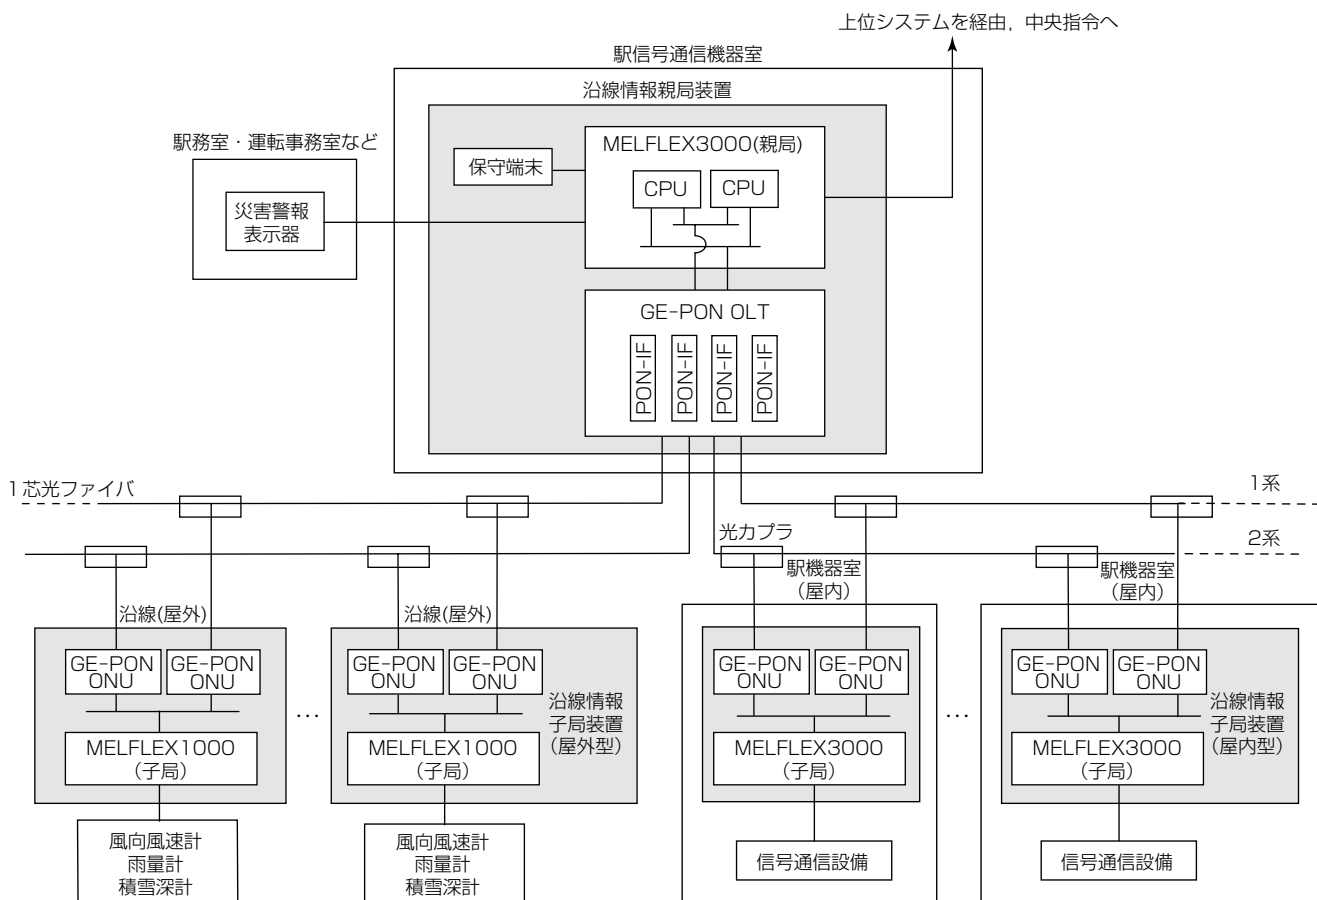 上位システムを経由，中央指令へ
駅信号通信機器室
沿線情報親局装置
駅務室・運転事務室など
MELFLEX3000(親局)
保守端末
CPU
CPU
災害警報
表示器
GE-PON OLT
PON-IF
PON-IF
PON-IF
PON-IF
1芯光ファイバ
1系
光カプラ
2系
駅機器室
（屋内）
駅機器室
（屋内）
沿線(屋外)
沿線(屋外)
GE-PON
ONU
GE-PON
ONU
GE-PON
ONU
GE-PON
ONU
GE-PON
ONU
GE-PON
ONU
GE-PON
ONU
GE-PON
ONU
沿線情報
子局装置
（屋外型）
沿線情報
子局装置
（屋内型）
…
…
MELFLEX1000
（子局）
MELFLEX1000
（子局）
MELFLEX3000
（子局）
MELFLEX3000
（子局）
風向風速計
雨量計
積雪深計
風向風速計
雨量計
積雪深計
信号通信設備
信号通信設備